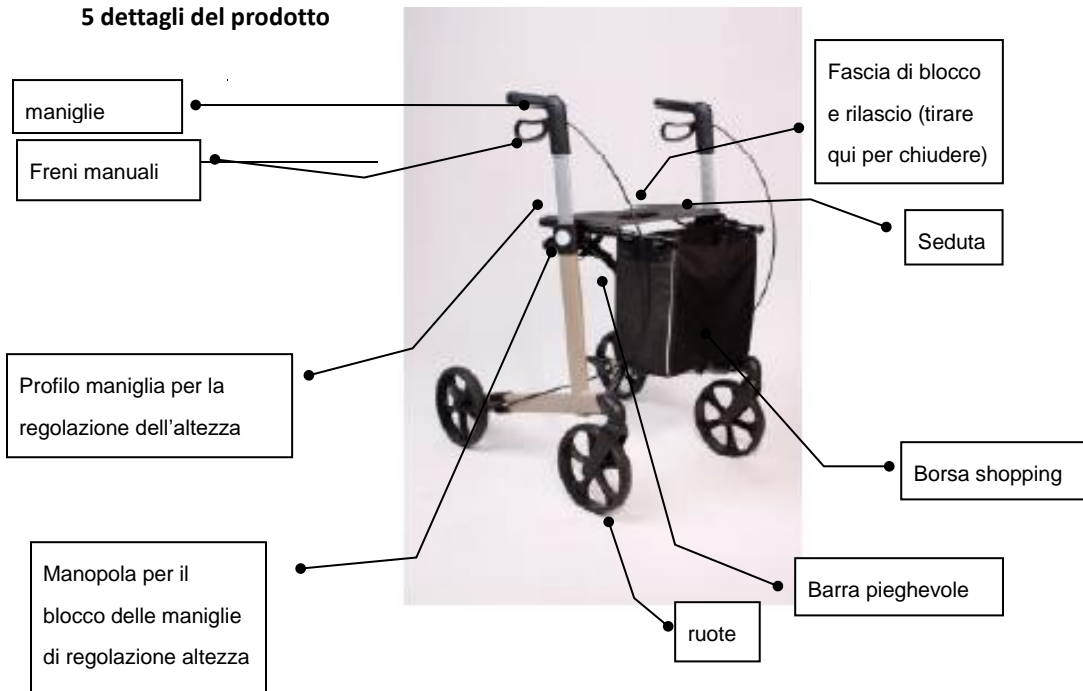 5 dettagli del prodotto
maniglie
Freni manuali
Fascia di blocco
e rilascio (tirare
qui per chiudere)
Seduta
Profilo maniglia per la
regolazione dell'altezza
Borsa shopping
Manopola per il
blocco delle maniglie
di regolazione altezza
Barra pieghevole
ruote